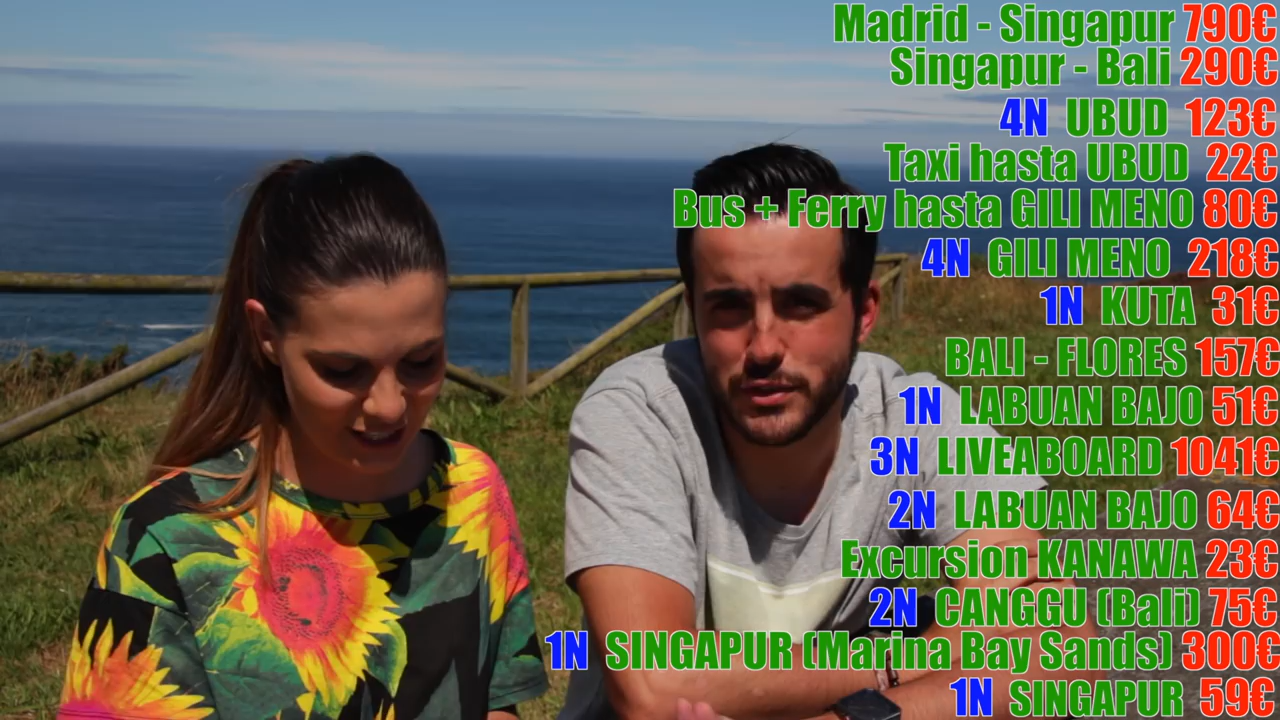 Madrid - Singapur 790€
Singapur - Bali 290€
4N UBUD 123€
Taxi hasta UBUD 22€
Bus + Ferry hasta GILI MENO 80€
4N GILI MENO 218€
1N KUTA 31€
BALI - FLORES 157€
1N LABUAN BAJO 51€
3N LIVEABOARD 1041€
2N LABUAN BAJO 64€
Excursion KANAWA 23€
2N CANGGU (Bali) 75€
1N SINGAPUR (Marina Bay Sands) 300€
1N SINGAPUR 59€